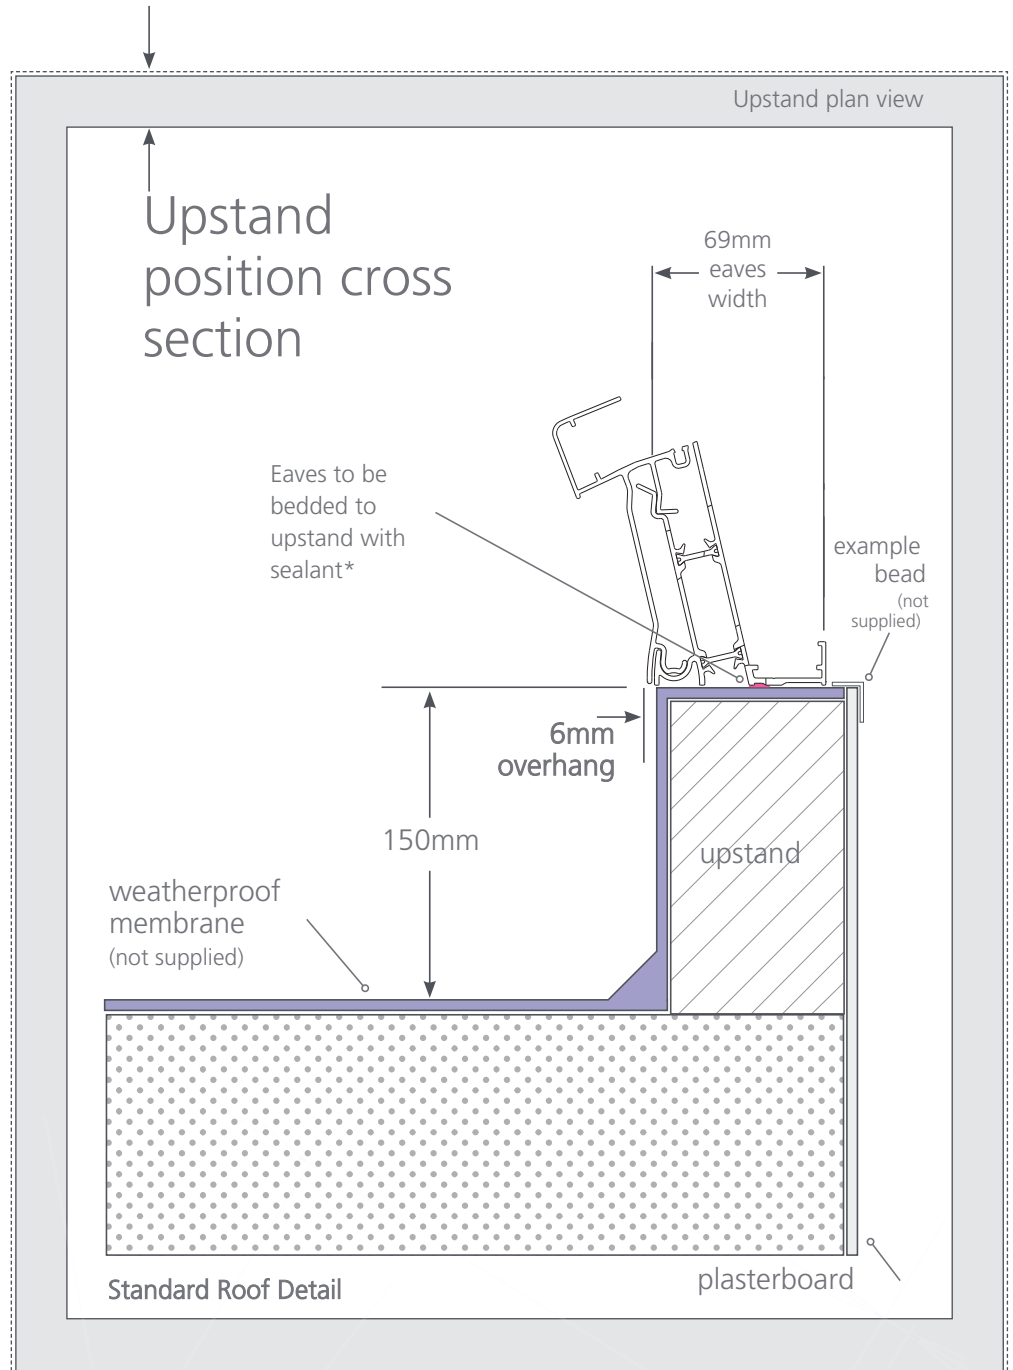 Upstand plan view
Upstand
position cross
section
69mm
eaves
width
Eaves to be
bedded to
upstand with
sealant*
example
bead
(not
supplied)
6mm
overhang
150mm
upstand
weatherproof
membrane
(not supplied)
plasterboard
Standard Roof Detail